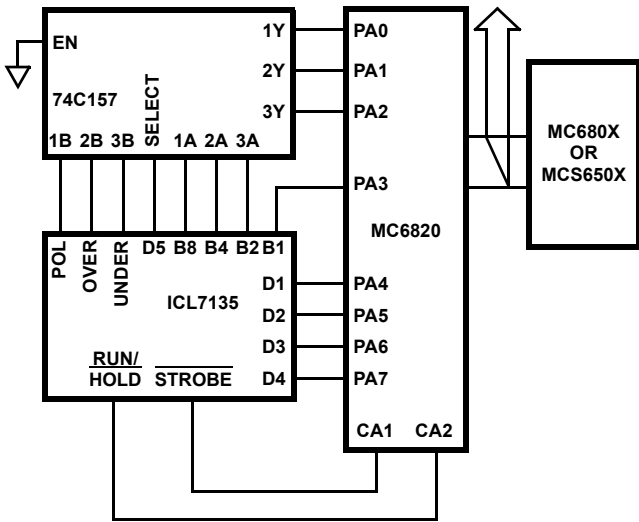 EN
74C157
1B 2B 3B SELECT 1A 2A 3A
1Y
2Y
3Y
PA0
PA1
PA2
PA3
MC6820
PA4
PA5
PA6
PA7
CA1 CA2
MC680X
OR
MCS650X
POL OVER UNDER D5 B8 B4 B2 B1
ICL7135
D1
D2
D3
D4
RUN/
HOLD STROBE